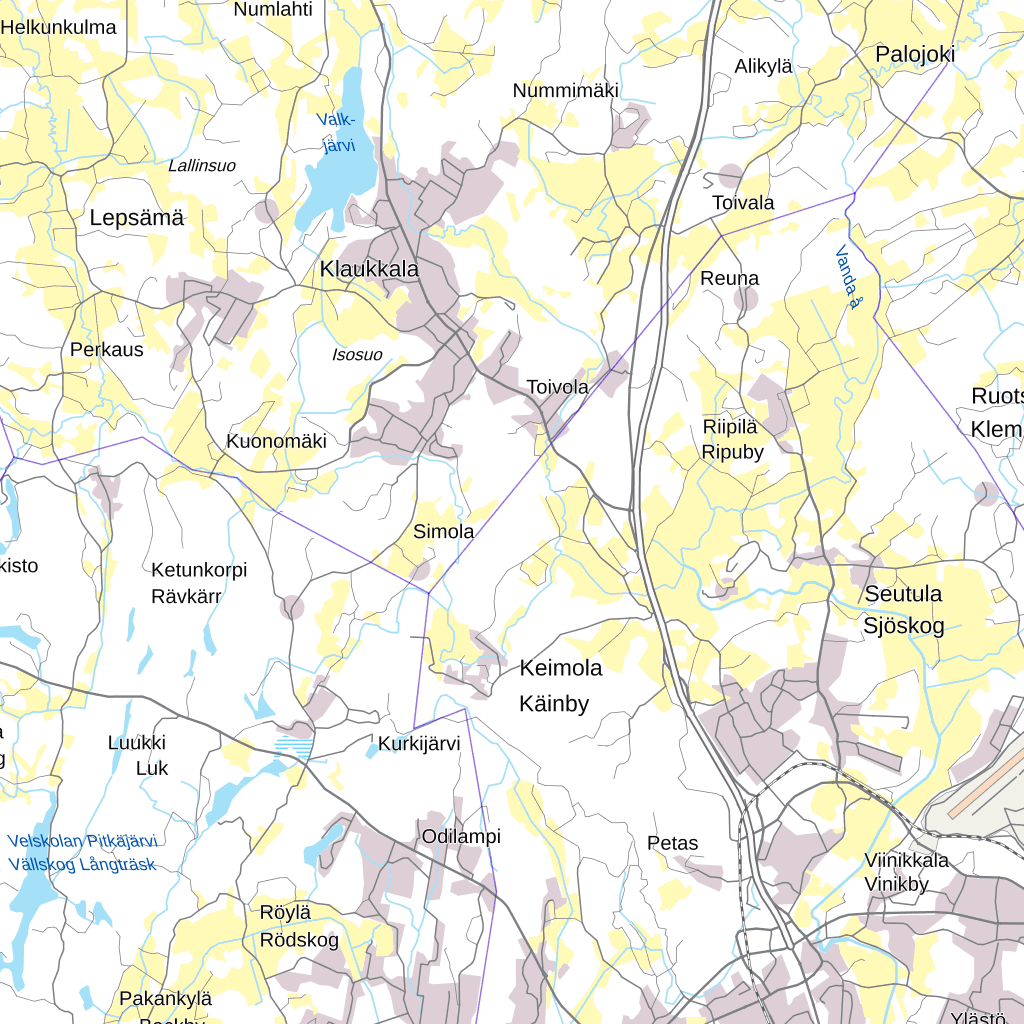 Numlahti
Helkunkulma
Palojoki
Alikylä
Nummimäki
Valk-
järvi
Lallinsuo
Toivala
Lepsämä
Klaukkala
Reuna
Vanda å
Perkaus
Isosuo
Toivola
Ruots
Riipilä
Klem
Kuonomäki
Ripuby
Simola
kisto
Ketunkorpi
Rävkärr
Seutula
Sjöskog
Keimola
Käinby
Luukki
Luk
Kurkijärvi
Odilampi
Petas
Velskolan Pitkäjärvi
Vällskog Långträsk
Viinikkala
Vinikby
Röylä
Rödskog
Pakankylä
Backby
Ylästö